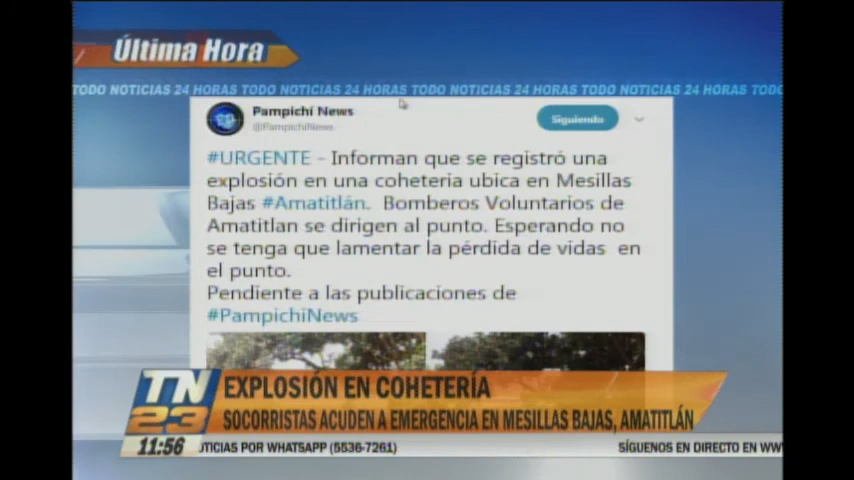 Última Hora
TODO NOTICIAS 24 HORAS TODO NOTICIAS 24 HORAS TODO NOTICIAS 24 HORAS TODO NOTICIAS 24 HORAS TODO
Pampichí News
@PampichiNews
Siguiendo
#URGENTE - Informan que se registró una
explosión en una coheteria ubica en Mesillas
Bajas #Amatitlán. Bomberos Voluntarios de
Amatitlan se dirigen al punto. Esperando no
se tenga que lamentar la pérdida de vidas en
el punto.
Pendiente a las publicaciones de
#PampichiNews
TN 23
EXPLOSIÓN EN COHETERÍA
SOCORRISTAS ACUDEN A EMERGENCIA EN MESILLAS BAJAS, AMATITLÁN
11:56
TICIAS POR WHATSAPP (5536-7261) SÍGUENOS EN DIRECTO EN WW